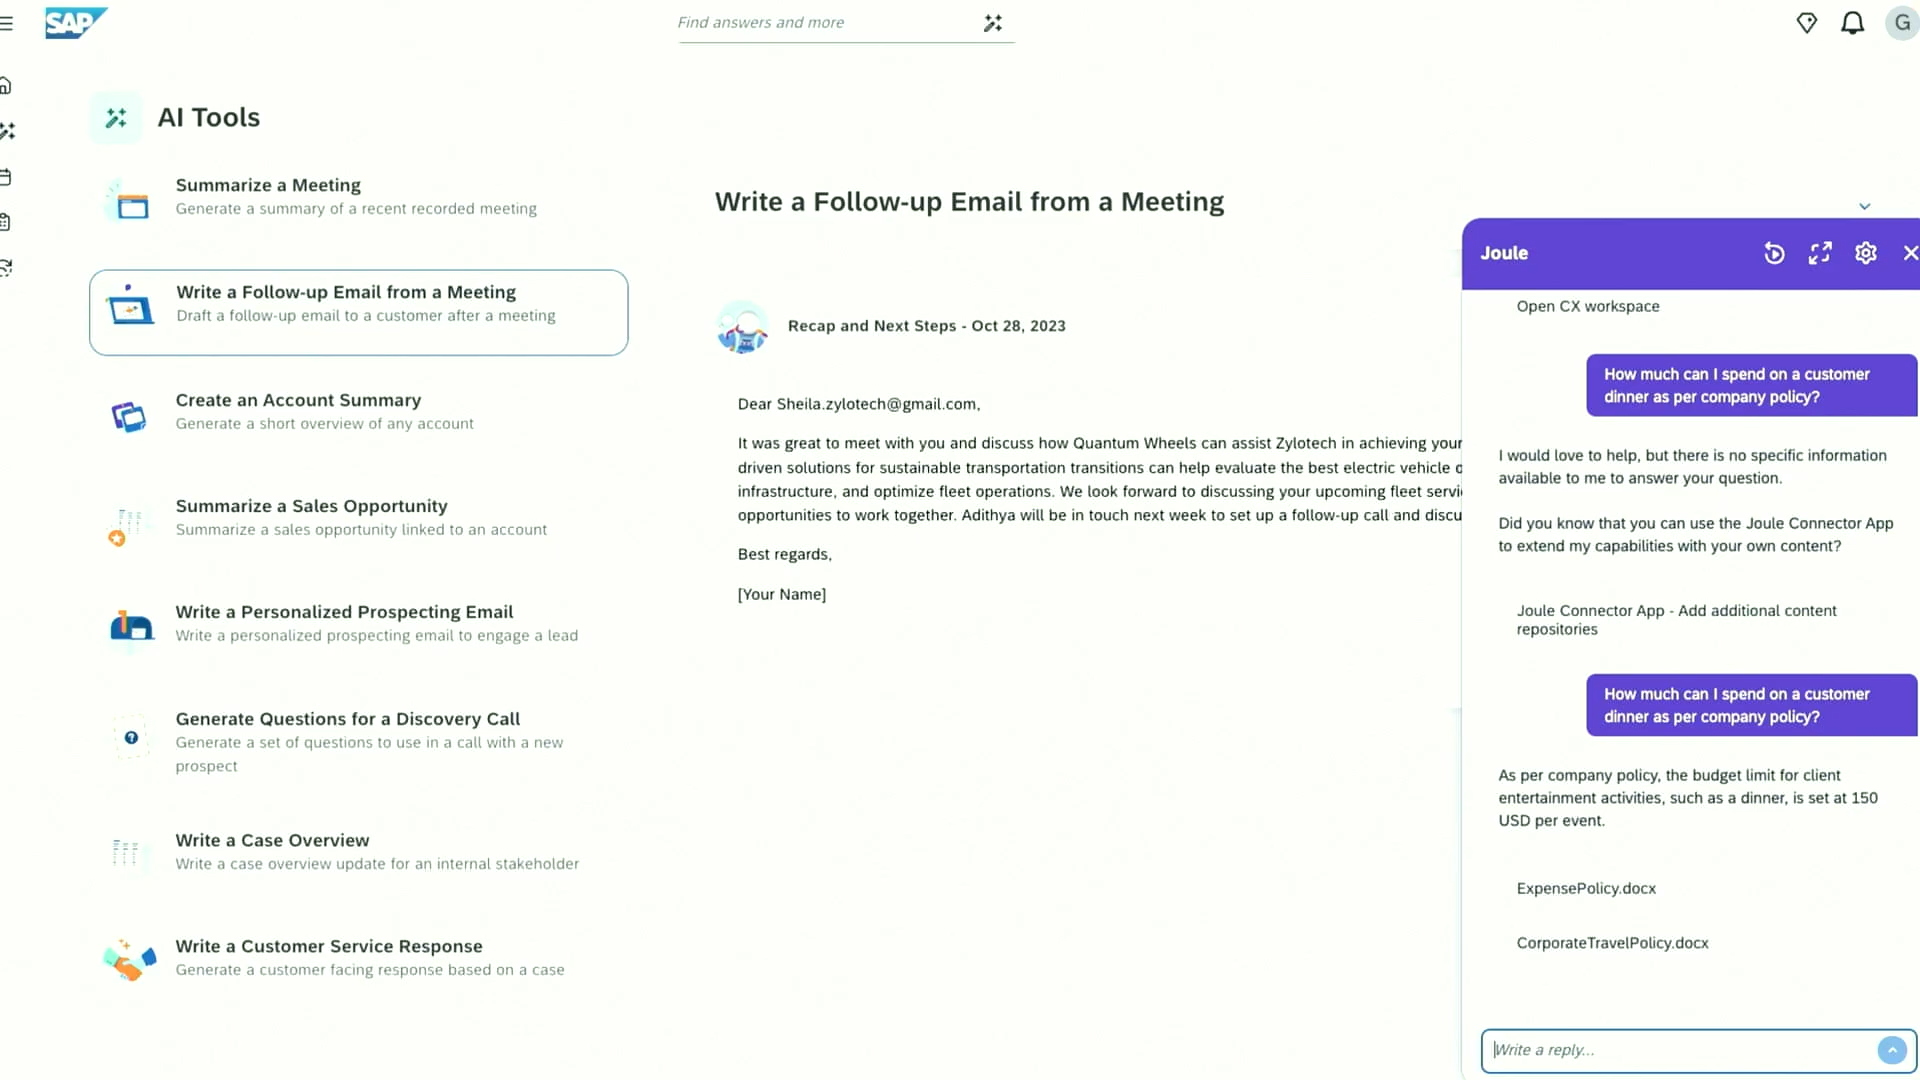 SAP
Find answers and more
G
AI Tools
Summarize a Meeting
Generate a summary of a recent recorded meeting
Write a Follow-up Email from a Meeting
Draft a follow-up email to a customer after a meeting
Create an Account Summary
Generate a short overview of any account
Summarize a Sales Opportunity
Summarize a sales opportunity linked to an account
Write a Personalized Prospecting Email
Write a personalized prospecting email to engage a lead
Generate Questions for a Discovery Call
Generate a set of questions to use in a call with a new
prospect
Write a Case Overview
Write a case overview update for an internal stakeholder
Write a Customer Service Response
Generate a customer facing response based on a case
Write a Follow-up Email from a Meeting
Recap and Next Steps - Oct 28, 2023
Dear Sheila.zylotech@gmail.com,
It was great to meet with you and discuss how Quantum Wheels can assist Zylotech in achieving your
driven solutions for sustainable transportation transitions can help evaluate the best electric vehicle
infrastructure, and optimize fleet operations. We look forward to discussing your upcoming fleet
opportunities to work together. Adithya will be in touch next week to set up a follow-up call and
Best regards,
[Your Name]
Joule
Open CX workspace
How much can I spend on a customer
dinner as per company policy?
I would love to help, but there is no specific information
available to me to answer your question.
Did you know that you can use the Joule Connector App
to extend my capabilities with your own content?
Joule Connector App - Add additional content
repositories
How much can I spend on a customer
dinner as per company policy?
As per company policy, the budget limit for client
entertainment activities, such as a dinner, is set at 150
USD per event.
ExpensePolicy.docx
CorporateTravelPolicy.docx
Write a reply...